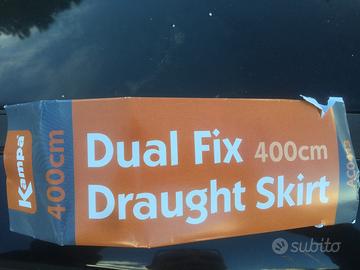 Kampa
400cm
Dual Fix 400cm
Draught Skirt
subito